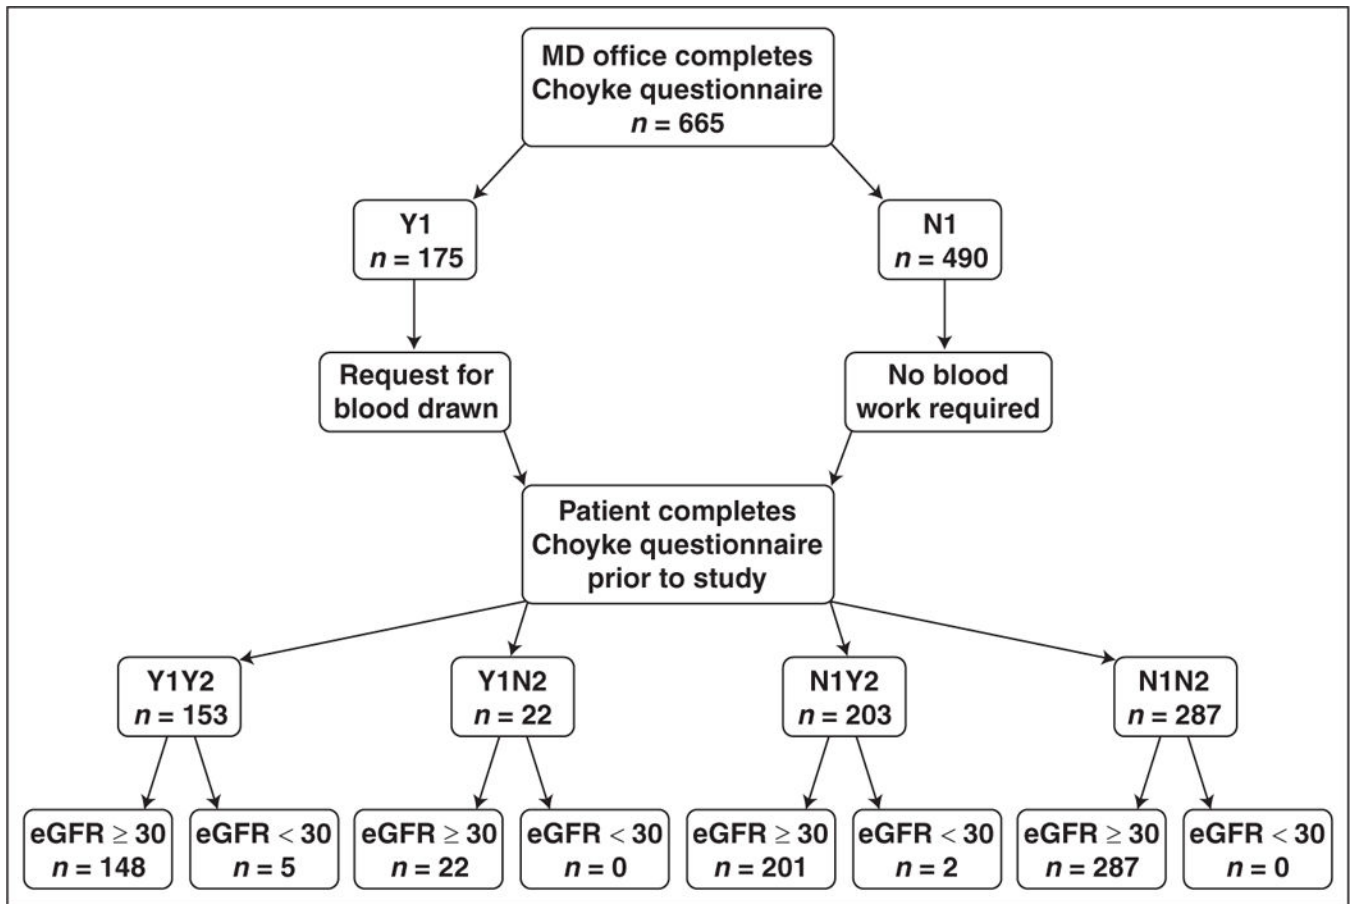 MD office completes
Choyke questionnaire
n = 665
Y1
n = 175
N1
n = 490
Request for
blood drawn
No blood
work required
Patient completes
Choyke questionnaire
prior to study
Y1Y2
n = 153
Y1N2
n = 22
N1Y2
n = 203
N1N2
n = 287
eGFR ≥ 30
n = 148
eGFR < 30
n = 5
eGFR ≥ 30
n = 22
eGFR < 30
n = 0
eGFR ≥ 30
n = 201
eGFR < 30
n = 2
eGFR ≥ 30
n = 287
eGFR < 30
n = 0